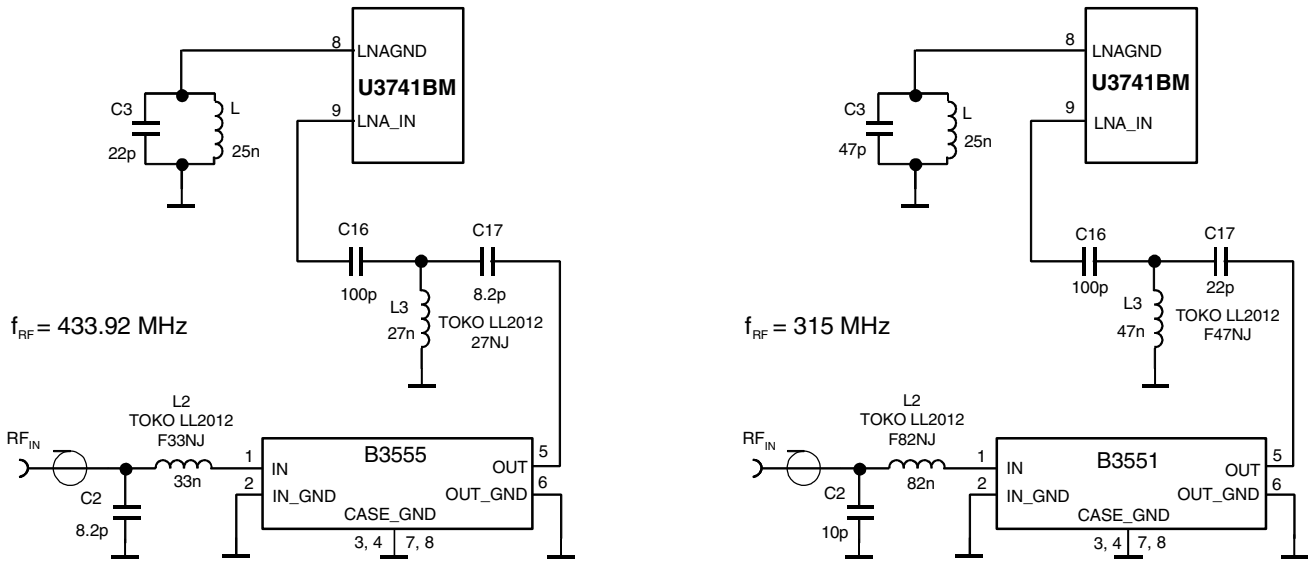 8
LNAGND
U3741BM
C3
L
9
LNA_IN
22p
25n
C16
C17
100p
8.2p
L3
27n
TOKO LL2012
27NJ
fRF = 433.92 MHz
L2
TOKO LL2012
F33NJ
RFIN
33n
1
IN
B3555
OUT
5
2
IN_GND
OUT_GND
6
C2
8.2p
CASE_GND
3, 4
7, 8
8
LNAGND
U3741BM
C3
L
9
LNA_IN
47p
25n
C16
C17
100p
22p
L3
47n
TOKO LL2012
F47NJ
fRF = 315 MHz
L2
TOKO LL2012
F82NJ
RFIN
82n
1
IN
B3551
OUT
5
2
IN_GND
OUT_GND
6
C2
10p
CASE_GND
3, 4
7, 8